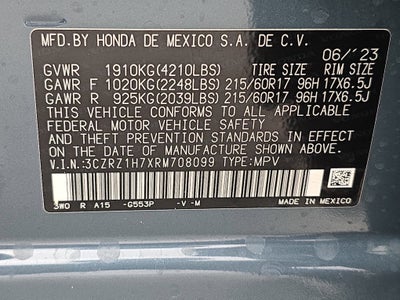 MFD.BY HONDA DE MEXICO S.A. DE C.V.
06/'23
GVWR 1910KG(4210LBS) TIRE SIZE RIM SIZE
GAWR F 1020KG(2248LBS) 215/60R17 96H 17X6.5J
GAWR R 925KG(2039LBS) 215/60R17 96H 17X6.5J
THIS VEHICLE CONFORMS TO ALL APPLICABLE
FEDERAL MOTOR VEHICLE SAFETY AND
THEFT PREVENTION STANDARDS IN EFFECT
ON THE DATE OF MANUFACTURE SHOWN ABOVE.
V.I.N.:3CZRZ1H7XRM708099 TYPE:MPV
3W0 R A15 -G553P -V -M
MADE IN MEXICO